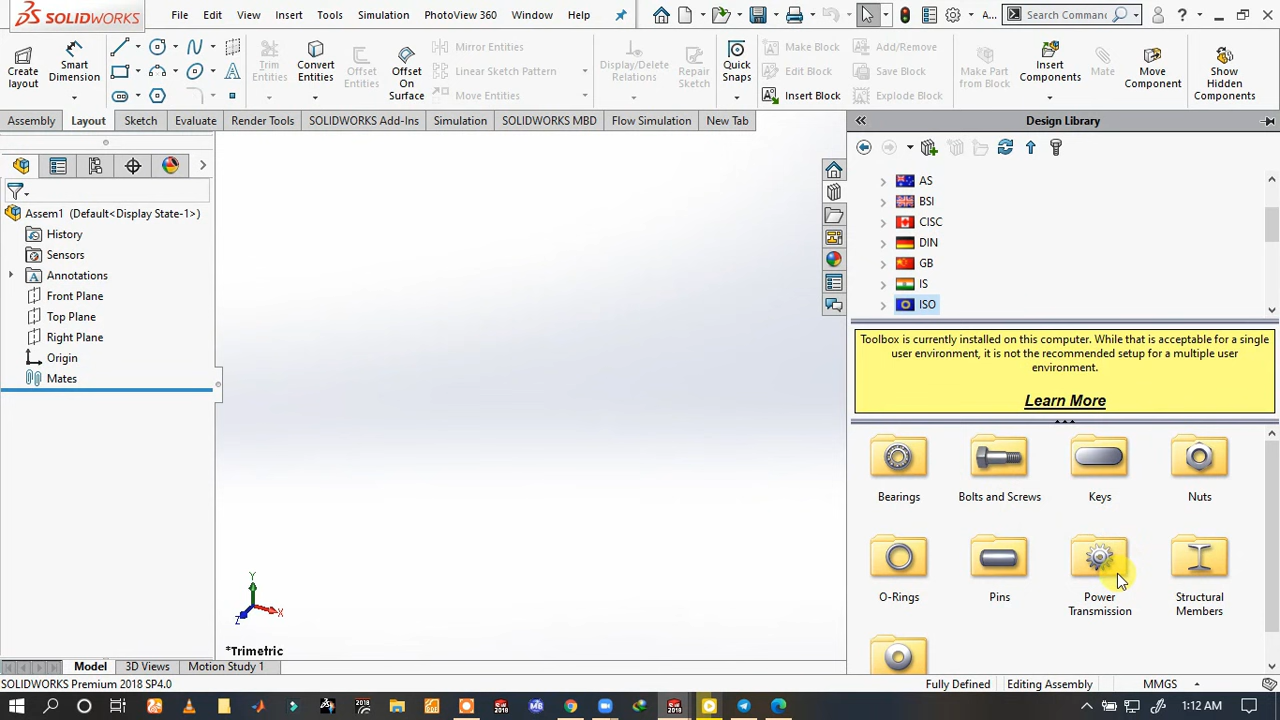 SOLIDWORKS File Edit View Insert Tools Simulation PhotoView 360 Window Help A... Search Comman
Create layout
Smart Dimension
Trim Entities
Convert Entities
Offset Entities
Offset On Surface
Mirror Entities
Linear Sketch Pattern
Move Entities
Display/Delete Relations
Repair Sketch
Quick Snaps
Make Block
Edit Block
Insert Block
Add/Remove
Save Block
Explode Block
Make Part from Block
Insert Components
Mate
Move Component
Show Hidden Components
Assembly Layout Sketch Evaluate Render Tools SOLIDWORKS Add-Ins Simulation SOLIDWORKS MBD Flow Simulation New Tab
Design Library
Assem1 (Default<Display State-1>)
History
Sensors
Annotations
Front Plane
Top Plane
Right Plane
Origin
Mates
AS
BSI
CISC
DIN
GB
IS
ISO
Toolbox is currently installed on this computer. While that is acceptable for a single
user environment, it is not the recommended setup for a multiple user
environment.
Learn More
Bearings Bolts and Screws Keys Nuts
O-Rings Pins Power Transmission Structural Members
Y
X
Z
*Trimetric
Model 3D Views Motion Study 1
SOLIDWORKS Premium 2018 SP4.0 Fully Defined Editing Assembly MMGS
1:12 AM